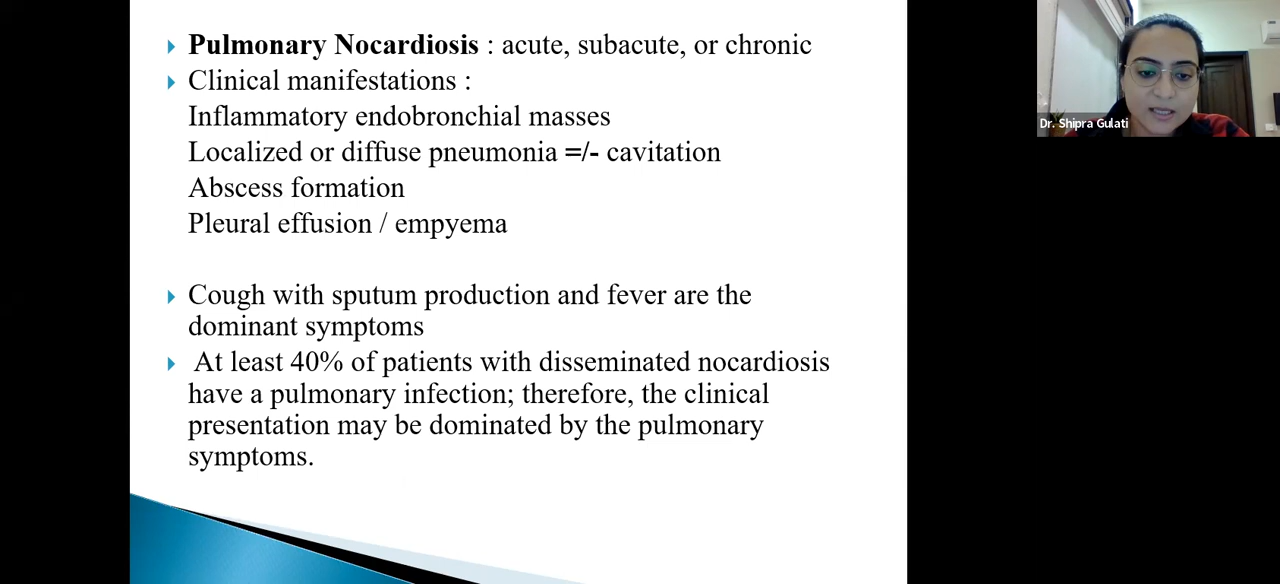 Pulmonary Nocardiosis : acute, subacute, or chronic
Clinical manifestations :
Inflammatory endobronchial masses
Localized or diffuse pneumonia =/- cavitation
Abscess formation
Pleural effusion / empyema
Cough with sputum production and fever are the
dominant symptoms
At least 40% of patients with disseminated nocardiosis
have a pulmonary infection; therefore, the clinical
presentation may be dominated by the pulmonary
symptoms.
Dr. Shipra Gulati